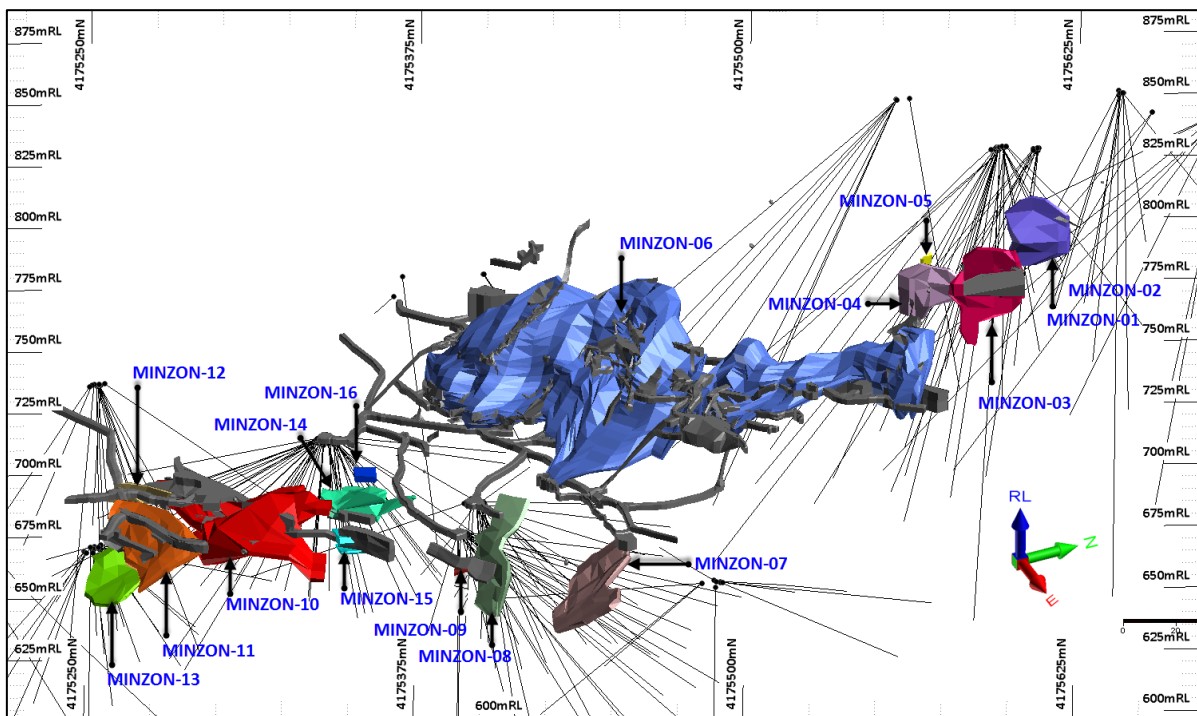 4175250mN
4175375mN
4175500mN
4175625mN
875mRL
875mRL
850mRL
850mRL
825mRL
825mRL
800mRL
800mRL
775mRL
775mRL
750mRL
750mRL
725mRL
725mRL
700mRL
700mRL
675mRL
675mRL
650mRL
650mRL
625mRL
625mRL
600mRL
600mRL
MINZON-05
MINZON-06
MINZON-02
MINZON-04
MINZON-01
MINZON-12
MINZON-16
MINZON-03
MINZON-14
RL
N
E
MINZON-07
MINZON-10
MINZON-15
MINZON-09
MINZON-11
MINZON-08
MINZON-13
0
20
4175250mN
4175375mN
4175500mN
4175625mN